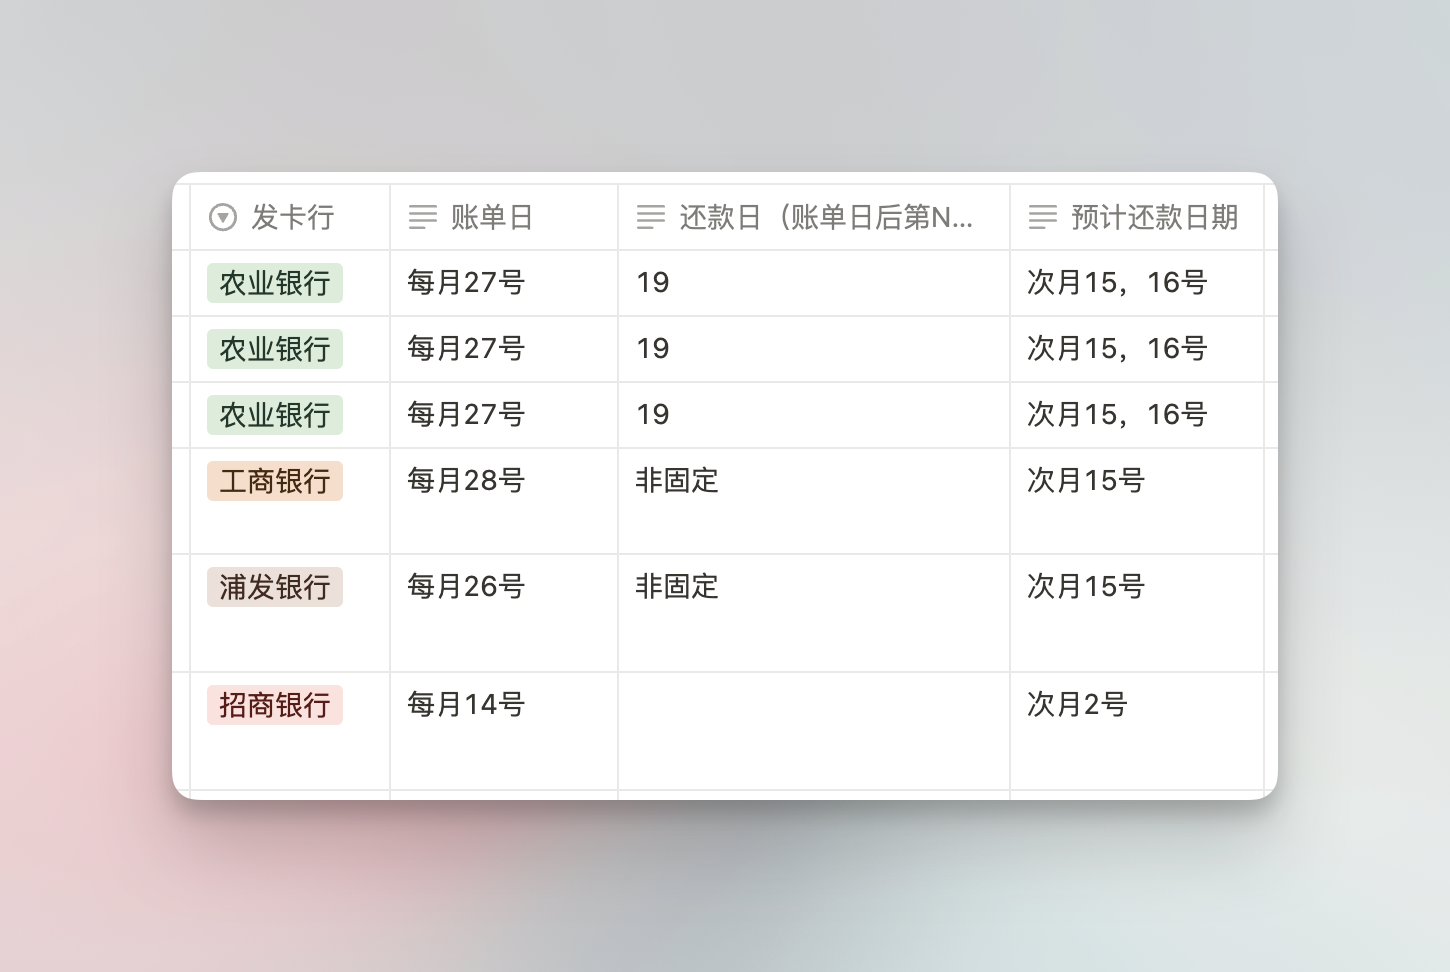 发卡行 账单日 还款日（账单日后第N... 预计还款日期
农业银行 每月27号 19 次月15，16号
农业银行 每月27号 19 次月15，16号
农业银行 每月27号 19 次月15，16号
工商银行 每月28号 非固定 次月15号
浦发银行 每月26号 非固定 次月15号
招商银行 每月14号 次月2号